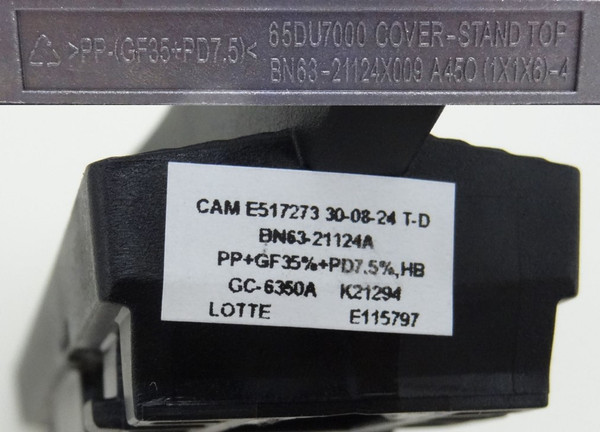 >PP-(GF35+PD7.5)<
65DU7000 COVER-STAND TOP
BN63-21124X009 A45O (1X1X6)-4
CAM E517273 30-08-24 T-D
BN63-21124A
PP+GF35%+PD7.5%,HB
GC-6350A K21294
LOTTE E115797